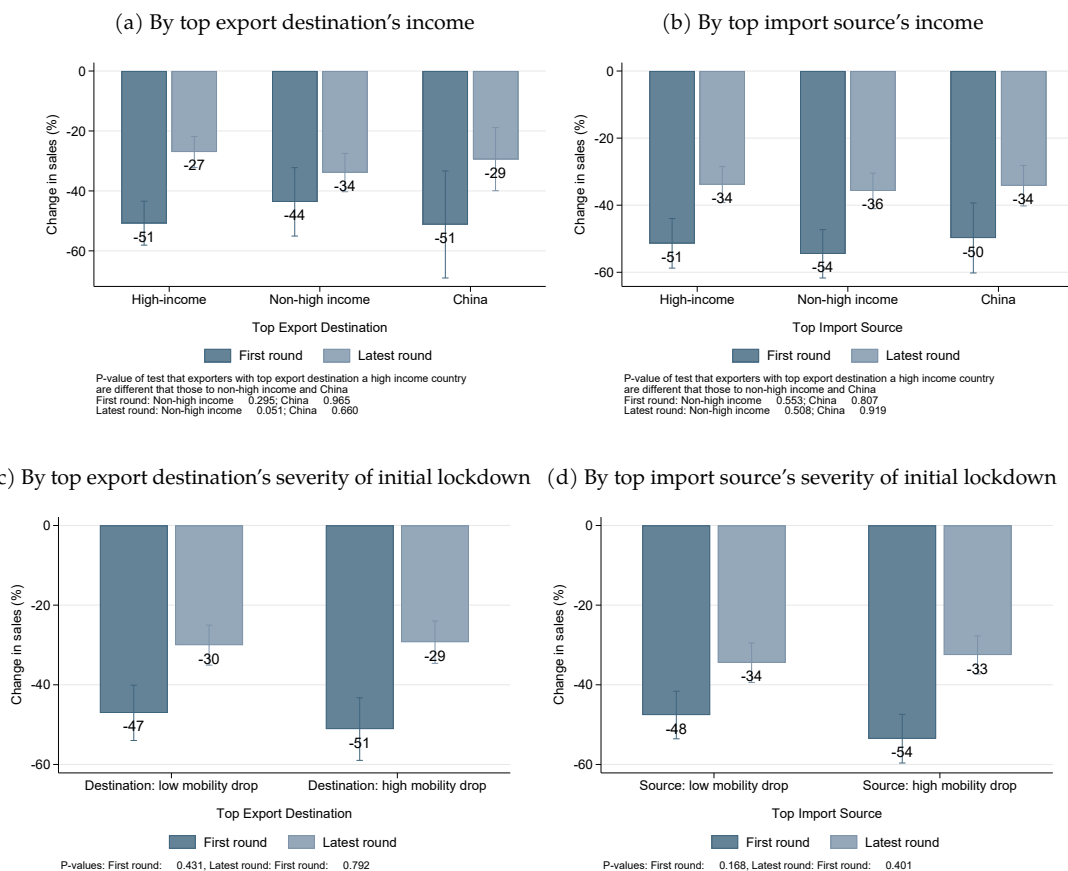 (a) By top export destination's income
0
-20
-40
-60
Change in sales (%)
-51
-27
-44
-34
-51
-29
High-income
Non-high income
China
Top Export Destination
First round
Latest round
P-value of test that exporters with top export destination a high income country
are different that those to non-high income and China
First round: Non-high income 0.295; China 0.965
Latest round: Non-high income 0.051; China 0.660
(b) By top import source's income
0
-20
-40
-60
Change in sales (%)
-51
-34
-54
-36
-50
-34
High-income
Non-high income
China
Top Import Source
First round
Latest round
P-value of test that exporters with top export destination a high income country
are different that those to non-high income and China
First round: Non-high income 0.553; China 0.807
Latest round: Non-high income 0.508; China 0.919
c) By top export destination's severity of initial lockdown
0
-20
-40
-60
Change in sales (%)
-47
-30
-51
-29
Destination: low mobility drop
Destination: high mobility drop
Top Export Destination
First round
Latest round
P-values: First round: 0.431, Latest round: First round: 0.792
(d) By top import source's severity of initial lockdown
0
-20
-40
-60
Change in sales (%)
-48
-34
-54
-33
Source: low mobility drop
Source: high mobility drop
Top Import Source
First round
Latest round
P-values: First round: 0.168, Latest round: First round: 0.401